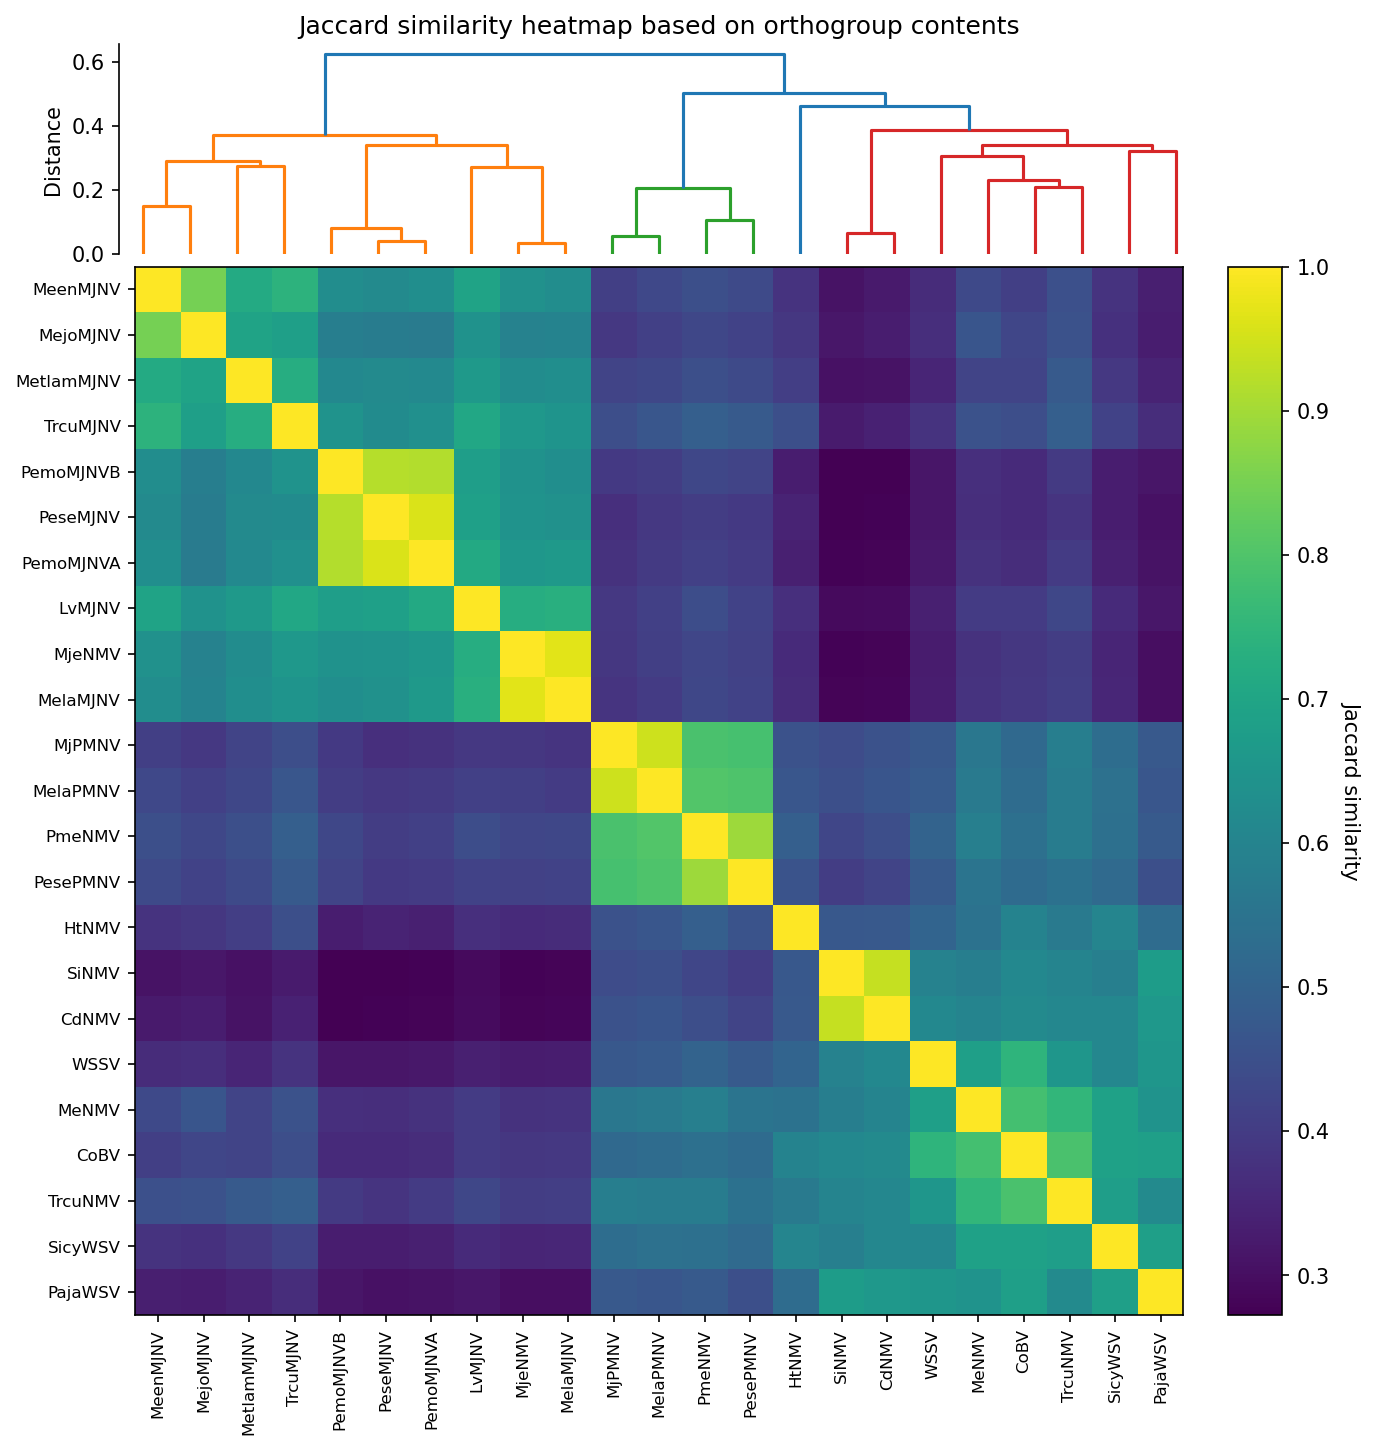 Jaccard similarity heatmap based on orthogroup contents
Distance
0.6
0.4
0.2
0.0
MeenMJNV
MejoMJNV
MetlamMJNV
TrcuMJNV
PemoMJNVB
PeseMJNV
PemoMJNVA
LvMJNV
MjeNMV
MelaMJNV
MjPMNV
MelaPMNV
PmeNMV
PesePMNV
HtNMV
SiNMV
CdNMV
WSSV
MeNMV
CoBV
TrcuNMV
SicyWSV
PajaWSV
MeenMJNV
MejoMJNV
MetlamMJNV
TrcuMJNV
PemoMJNVB
PeseMJNV
PemoMJNVA
LvMJNV
MjeNMV
MelaMJNV
MjPMNV
MelaPMNV
PmeNMV
PesePMNV
HtNMV
SiNMV
CdNMV
WSSV
MeNMV
CoBV
TrcuNMV
SicyWSV
PajaWSV
1.0
0.9
0.8
0.7
0.6
0.5
0.4
0.3
Jaccard similarity